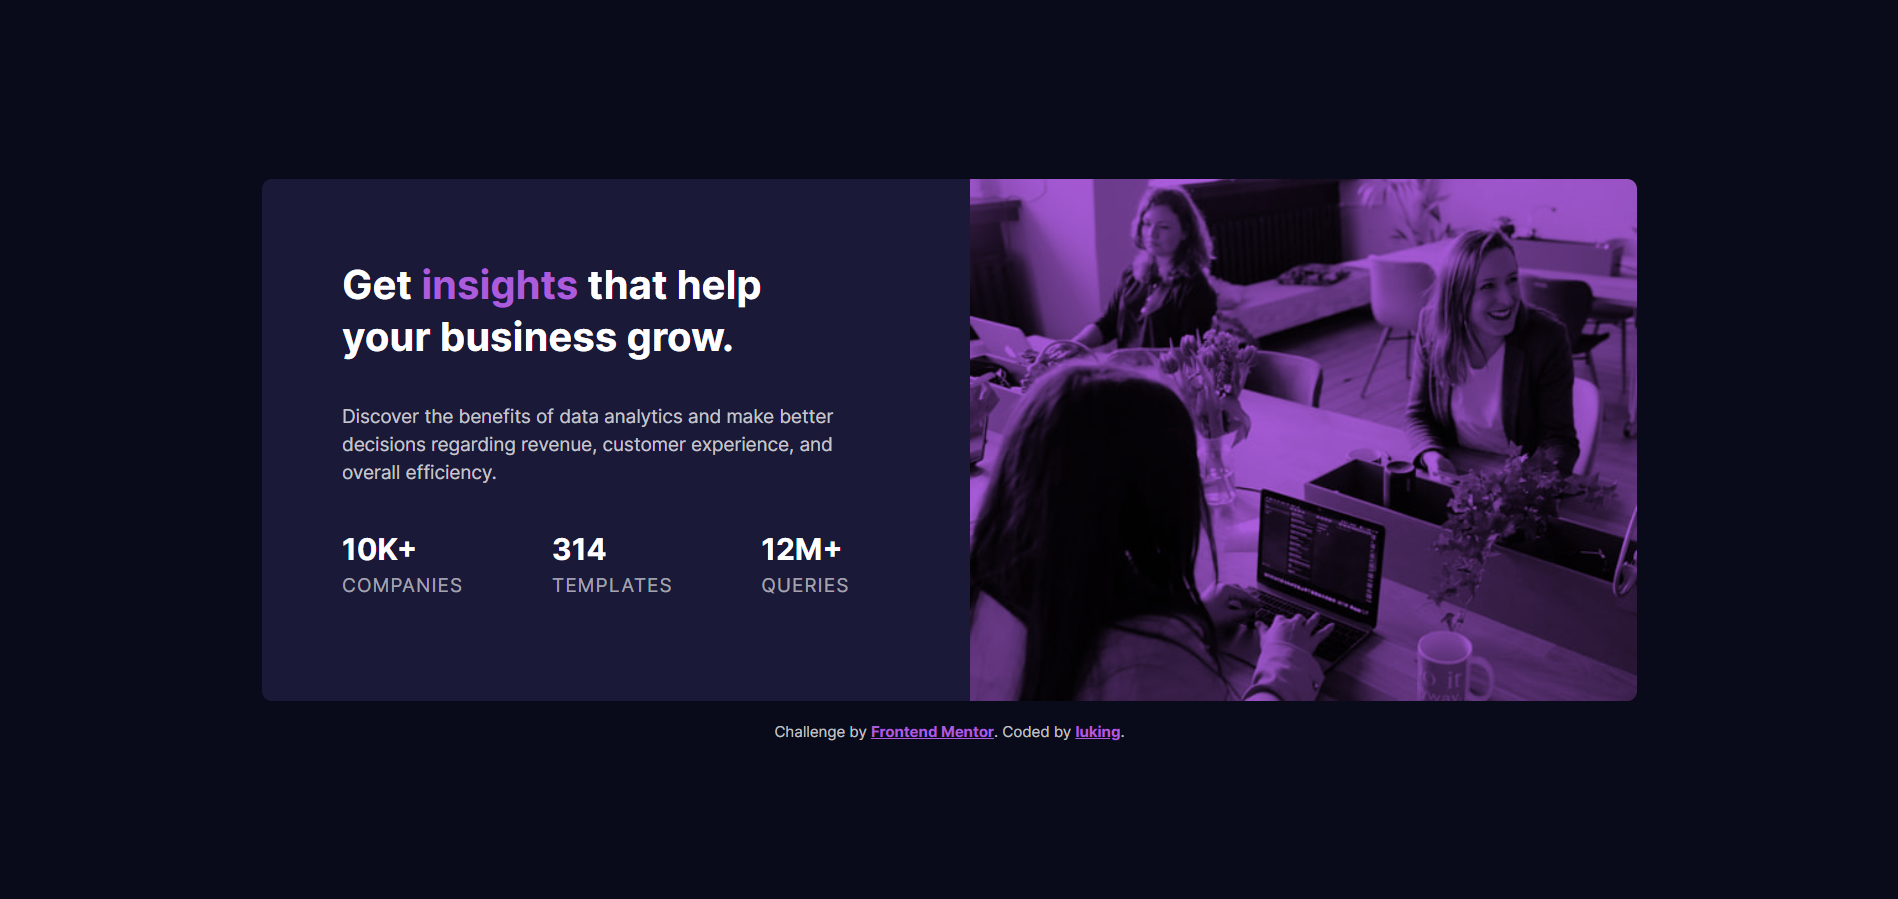 Get insights that help
your business grow.
Discover the benefits of data analytics and make better
decisions regarding revenue, customer experience, and
overall efficiency.
10K+ 314 12M+
COMPANIES TEMPLATES QUERIES
Challenge by Frontend Mentor. Coded by luking.